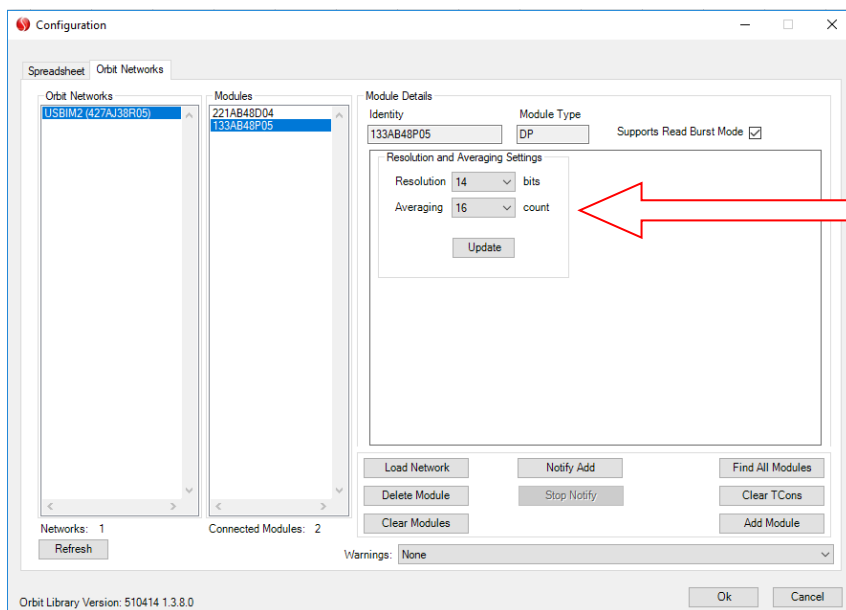 Configuration
Spreadsheet Orbit Networks
Orbit Networks
USBIM2 (427AJ38R05)
Modules
221AB48D04
133AB48P05
Module Details
Identity Module Type
133AB48P05 DP Supports Read Burst Mode
Resolution and Averaging Settings
Resolution 14 bits
Averaging 16 count
Update
Load Network Notify Add Find All Modules
Delete Module Stop Notify Clear TCons
Clear Modules Add Module
Networks: 1 Connected Modules: 2
Refresh
Warnings: None
Orbit Library Version: 510414 1.3.8.0
Ok Cancel